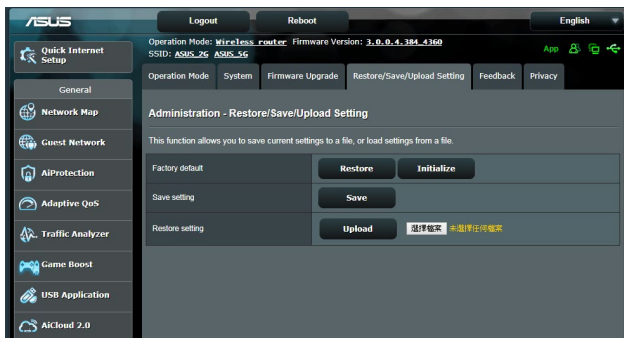 ASUS
Logout
Reboot
English
Operation Mode: Wireless router Firmware Version: 3.0.0.4.384_4360
SSID: ASUS_2G ASUS_5G
App
Quick Internet
Setup
General
Network Map
Guest Network
AiProtection
Adaptive QoS
Traffic Analyzer
Game Boost
USB Application
AiCloud 2.0
Operation Mode System Firmware Upgrade Restore/Save/Upload Setting Feedback Privacy
Administration - Restore/Save/Upload Setting
This function allows you to save current settings to a file, or load settings from a file.
Factory default Restore Initialize
Save setting Save
Restore setting Upload 選擇檔案 未選擇任何檔案